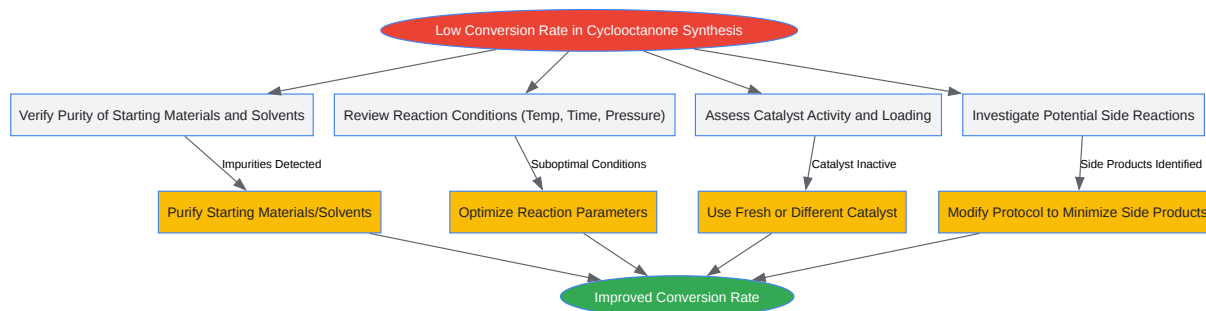 Low Conversion Rate in Cyclooctanone Synthesis
Verify Purity of Starting Materials and Solvents
Review Reaction Conditions (Temp, Time, Pressure)
Assess Catalyst Activity and Loading
Investigate Potential Side Reactions
Impurities Detected
Suboptimal Conditions
Catalyst Inactive
Side Products Identified
Purify Starting Materials/Solvents
Optimize Reaction Parameters
Use Fresh or Different Catalyst
Modify Protocol to Minimize Side Products
Improved Conversion Rate